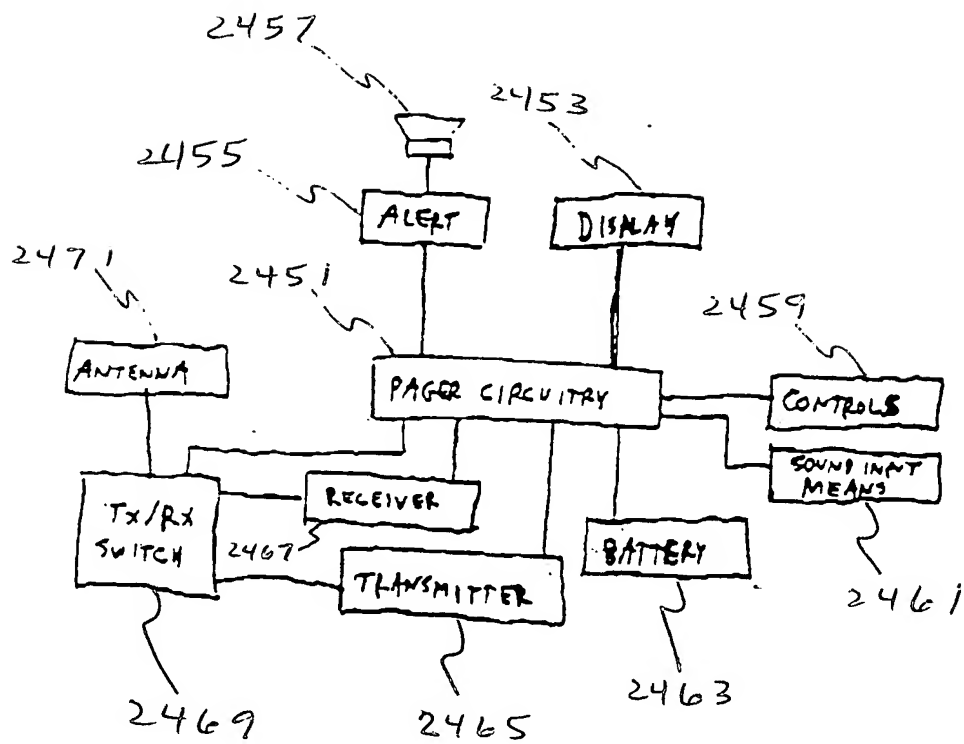 2457
2453
2455
ALERT
DISPLAY
2471
2451
2459
ANTENNA
PAGER CIRCUITRY
CONTROLS
SOUND INPUT
MEANS
RECEIVER
TX/RX
SWITCH
2467
BATTERY
TRANSMITTER
2461
2463
2469
2465